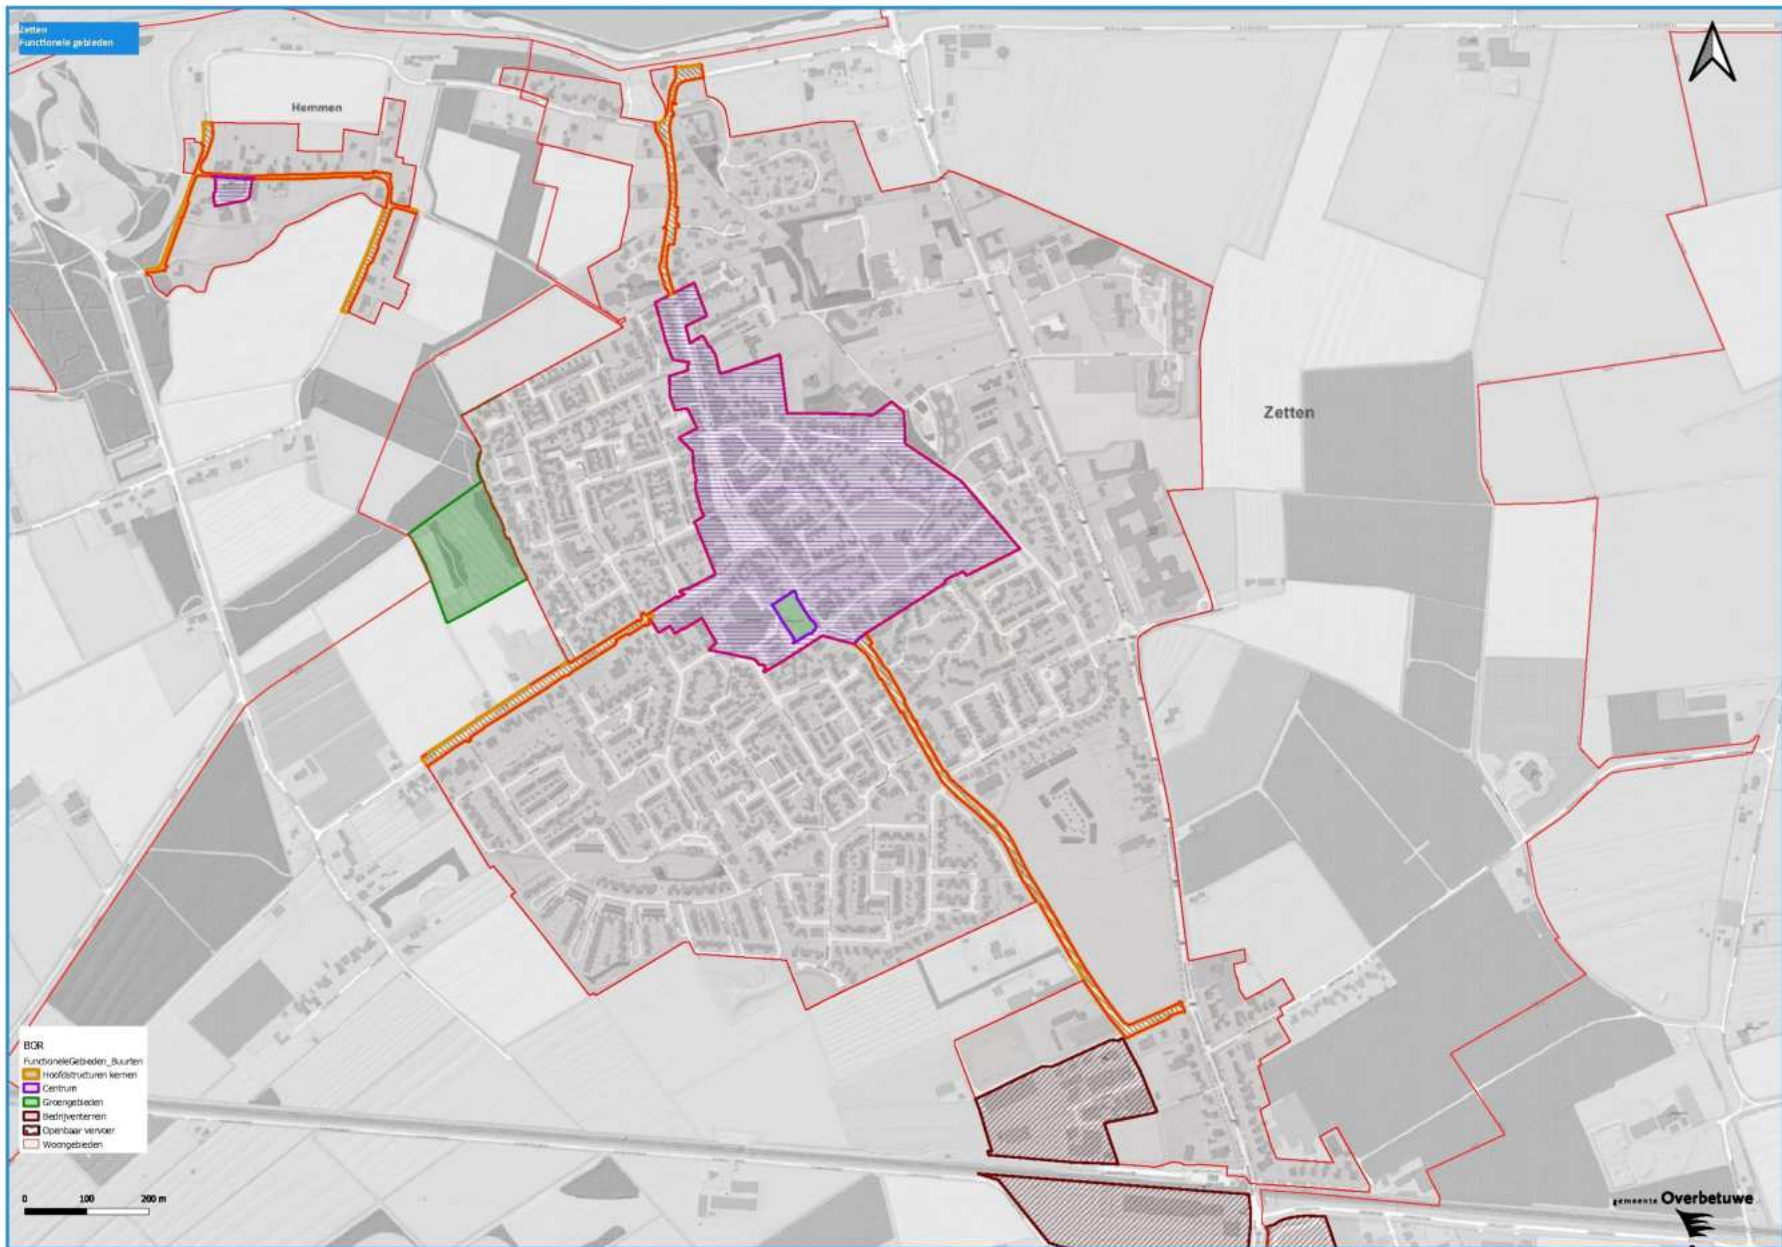 Zetten
Functionele gebieden
Hemmen
Zetten
BOR
FunctioneleGebieden_Buurten
Hoofdstructuren kernen
Centrum
Groengebieden
Bedrijventerrein
Openbaar vervoer
Woongebieden
0 100 200 m
gemeente Overbetuwe